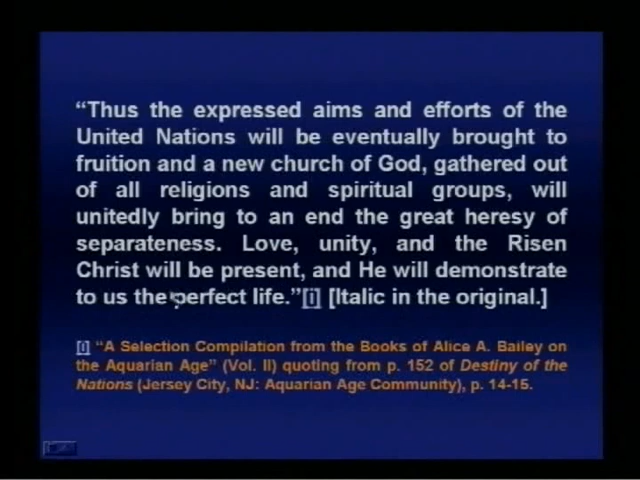 “Thus the expressed aims and efforts of the
United Nations will be eventually brought to
fruition and a new church of God, gathered out
of all religions and spiritual groups, will
unitedly bring to an end the great heresy of
separateness. Love, unity, and the Risen
Christ will be present, and He will demonstrate
to us the perfect life.”[i] [Italic in the original.]
[i] “A Selection Compilation from the Books of Alice A. Bailey on
the Aquarian Age” (Vol. II) quoting from p. 152 of Destiny of the
Nations (Jersey City, NJ: Aquarian Age Community), p. 14-15.